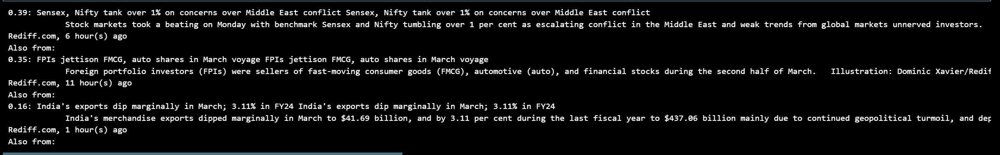 0.39: Sensex, Nifty tank over 1% on concerns over Middle East conflict Sensex, Nifty tank over 1% on concerns over Middle East conflict
Stock markets took a beating on Monday with benchmark Sensex and Nifty tumbling over 1 per cent as escalating conflict in the Middle East and weak trends from global markets unnerved investors.
Rediff.com, 6 hour(s) ago
Also from:
0.35: FPIs jettison FMCG, auto shares in March voyage FPIs jettison FMCG, auto shares in March voyage
Foreign portfolio investors (FPIs) were sellers of fast-moving consumer goods (FMCG), automotive (auto), and financial stocks during the second half of March. Illustration: Dominic Xavier/Redif
Rediff.com, 11 hour(s) ago
Also from:
0.16: India's exports dip marginally in March; 3.11% in FY24 India's exports dip marginally in March; 3.11% in FY24
India's merchandise exports dipped marginally in March to $41.69 billion, and by 3.11 per cent during the last fiscal year to $437.06 billion mainly due to continued geopolitical turmoil, and dep
Rediff.com, 1 hour(s) ago
Also from: